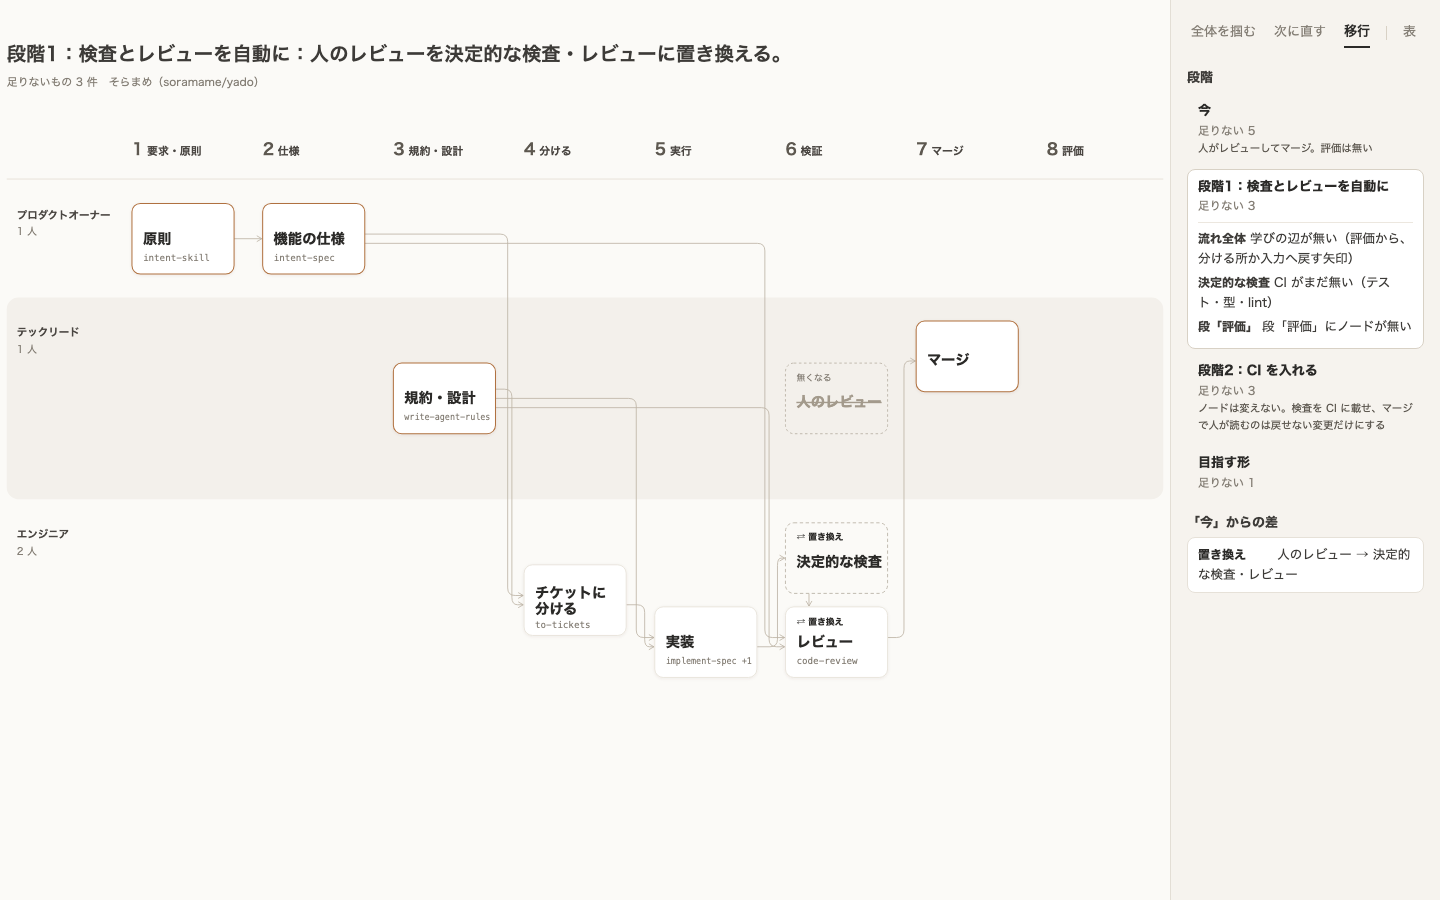 段階1：検査とレビューを自動に：人のレビューを決定的な検査・レビューに置き換える。
足りないもの 3 件　そらまめ（soramame/yado）
1 要求・原則
2 仕様
3 規約・設計
4 分ける
5 実行
6 検証
7 マージ
8 評価
プロダクトオーナー
1 人
原則
intent-skill
機能の仕様
intent-spec
テックリード
1 人
規約・設計
write-agent-rules
無くなる
人のレビュー
マージ
エンジニア
2 人
チケットに
分ける
to-tickets
実装
implement-spec +1
⇄ 置き換え
決定的な検査
⇄ 置き換え
レビュー
code-review
全体を掴む
次に直す
移行
表
段階
今
足りない 5
人がレビューしてマージ。評価は無い
段階1：検査とレビューを自動に
足りない 3
流れ全体 学びの辺が無い（評価から、
分ける所か入力へ戻す矢印）
決定的な検査 CI がまだ無い（テス
ト・型・lint）
段「評価」 段「評価」にノードが無い
段階2：CI を入れる
足りない 3
ノードは変えない。検査を CI に載せ、マージ
で人が読むのは戻せない変更だけにする
目指す形
足りない 1
「今」からの差
置き換え　人のレビュー → 決定的
な検査・レビュー